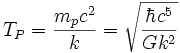 T_P = \frac{m_p c^2}{k} = \sqrt{\frac{\hbar c^5}{G k^2}}